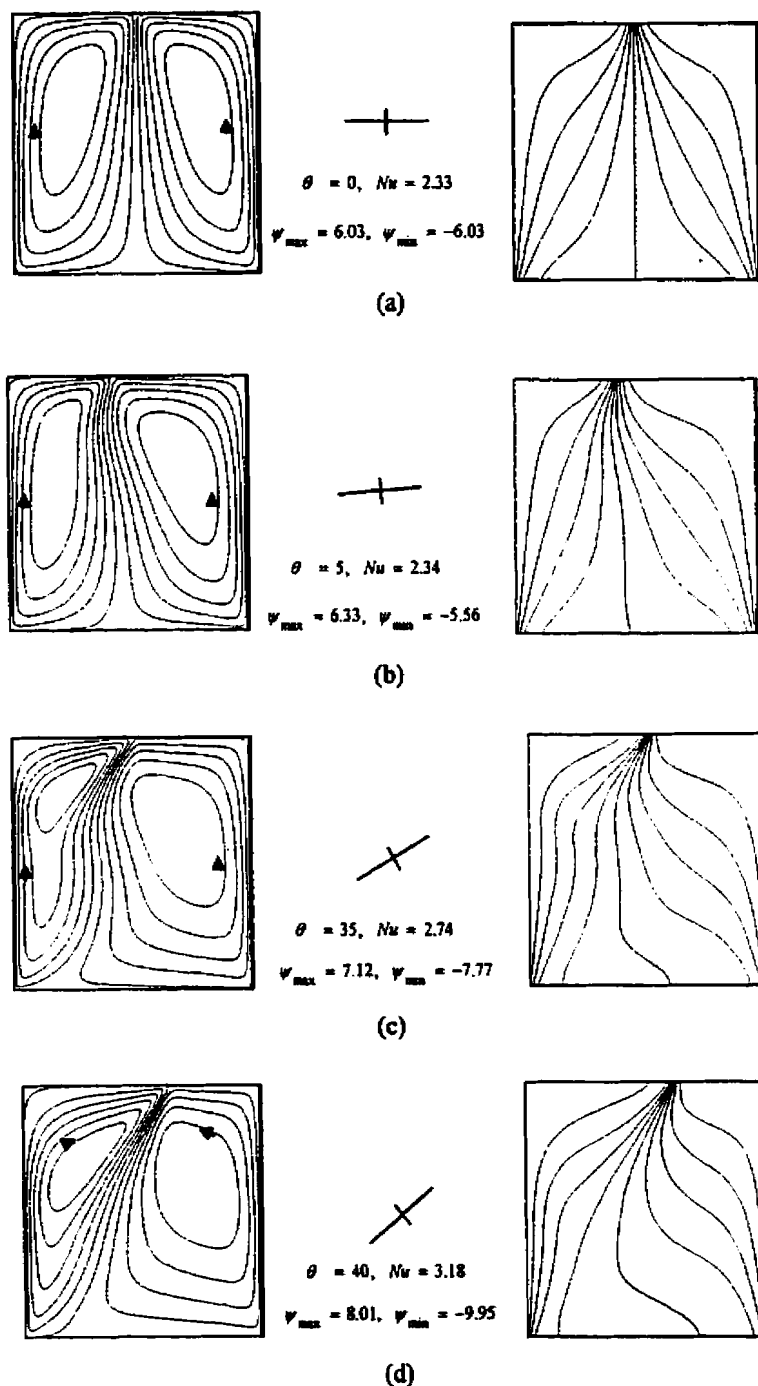 θ = 0, Nu = 2.33
ψmax = 6.03, ψmin = −6.03
(a)
θ = 5, Nu = 2.34
ψmax = 6.33, ψmin = −5.56
(b)
θ = 35, Nu = 2.74
ψmax = 7.12, ψmin = −7.77
(c)
θ = 40, Nu = 3.18
ψmax = 8.01, ψmin = −9.95
(d)